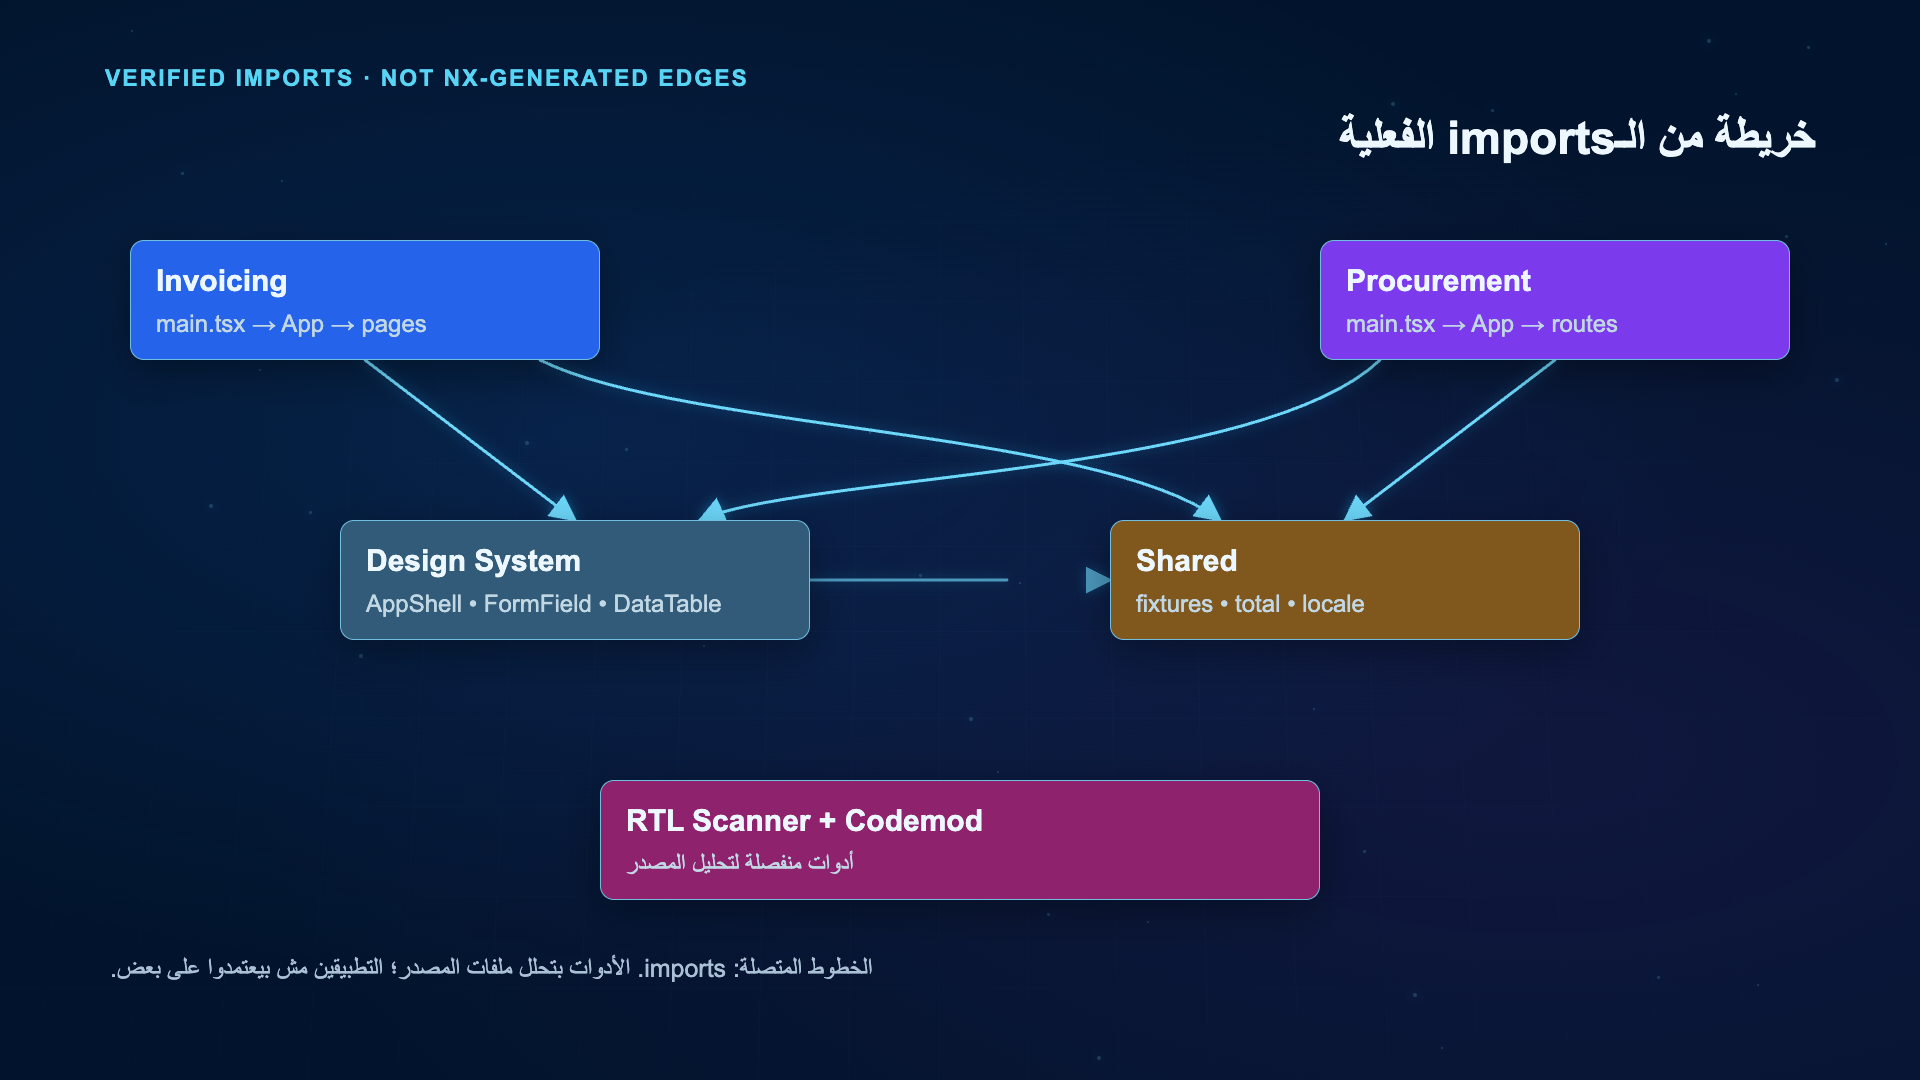 VERIFIED IMPORTS · NOT NX-GENERATED EDGES
خريطة من الـimports الفعلية
Invoicing
main.tsx → App → pages
Procurement
main.tsx → App → routes
Design System
AppShell • FormField • DataTable
Shared
fixtures • total • locale
RTL Scanner + Codemod
أدوات منفصلة لتحليل المصدر
الخطوط المتصلة: imports. الأدوات بتحلل ملفات المصدر؛ التطبيقين مش بيعتمدوا على بعض.